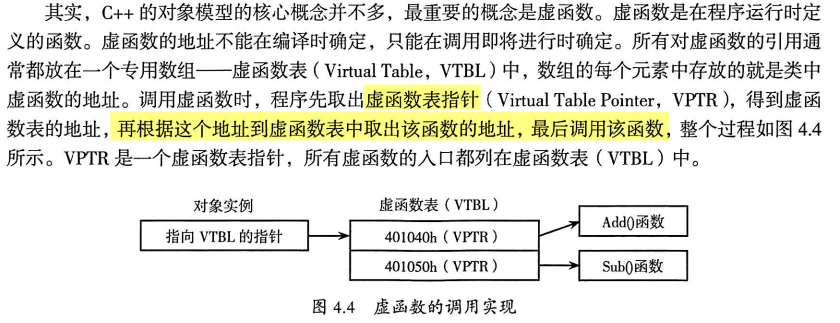 其实，C++ 的对象模型的核心概念并不多，最重要的概念是虚函数。虚函数是在程序运行时定
义的函数。虚函数的地址不能在编译时确定，只能在调用即将进行时确定。所有对虚函数的引用通
常都放在一个专用数组——虚函数表（Virtual Table，VTBL）中，数组的每个元素中存放的就是类中
虚函数的地址。调用虚函数时，程序先取出虚函数表指针（Virtual Table Pointer，VPTR），得到虚函
数表的地址，再根据这个地址到虚函数表中取出该函数的地址，最后调用该函数，整个过程如图 4.4
所示。VPTR 是一个虚函数表指针，所有虚函数的入口都列在虚函数表（VTBL）中。
对象实例
虚函数表（VTBL）
指向 VTBL 的指针
401040h（VPTR）
Add()函数
401050h（VPTR）
Sub()函数
图 4.4 虚函数的调用实现